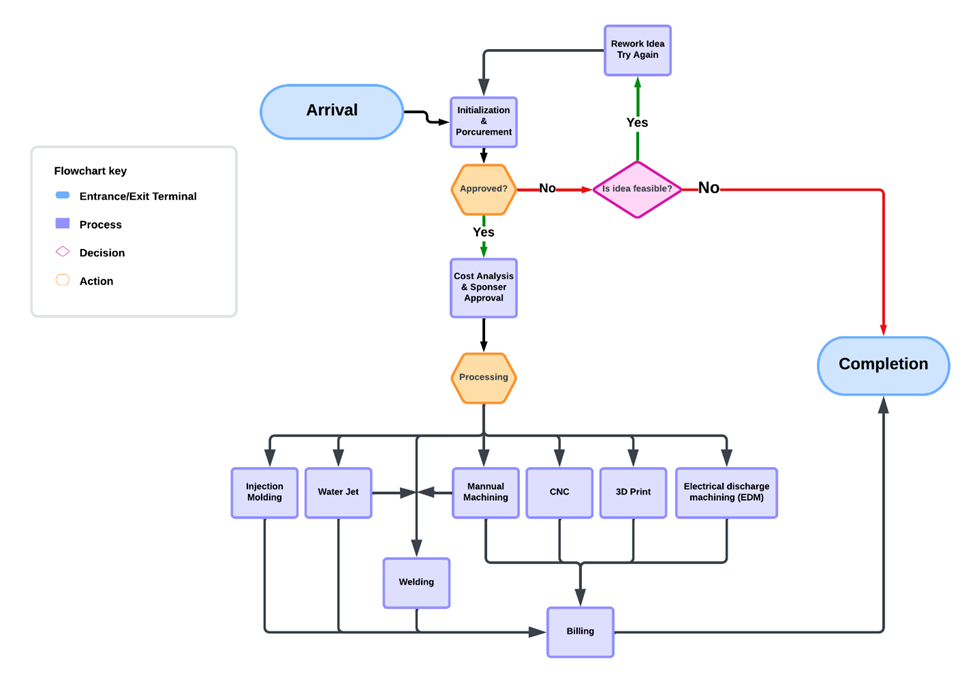 Rework Idea
Try Again
Arrival
Initialization
&
Porcurement
Yes
Flowchart key
Entrance/Exit Terminal
Process
Decision
Action
Approved?
No
Is idea feasible?
No
Yes
Cost Analysis
& Sponser
Approval
Completion
Processing
Injection
Molding
Water Jet
Mannual
Machining
CNC
3D Print
Electrical discharge
machining (EDM)
Welding
Billing